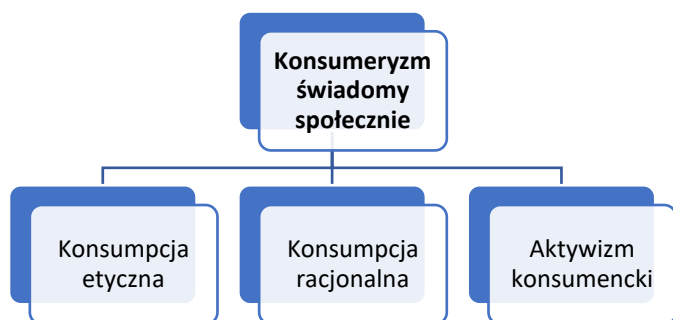 Konsumeryzm
świadomy
społecznie
Konsumpcja
etyczna
Konsumpcja
racjonalna
Aktywizm
konsumencki